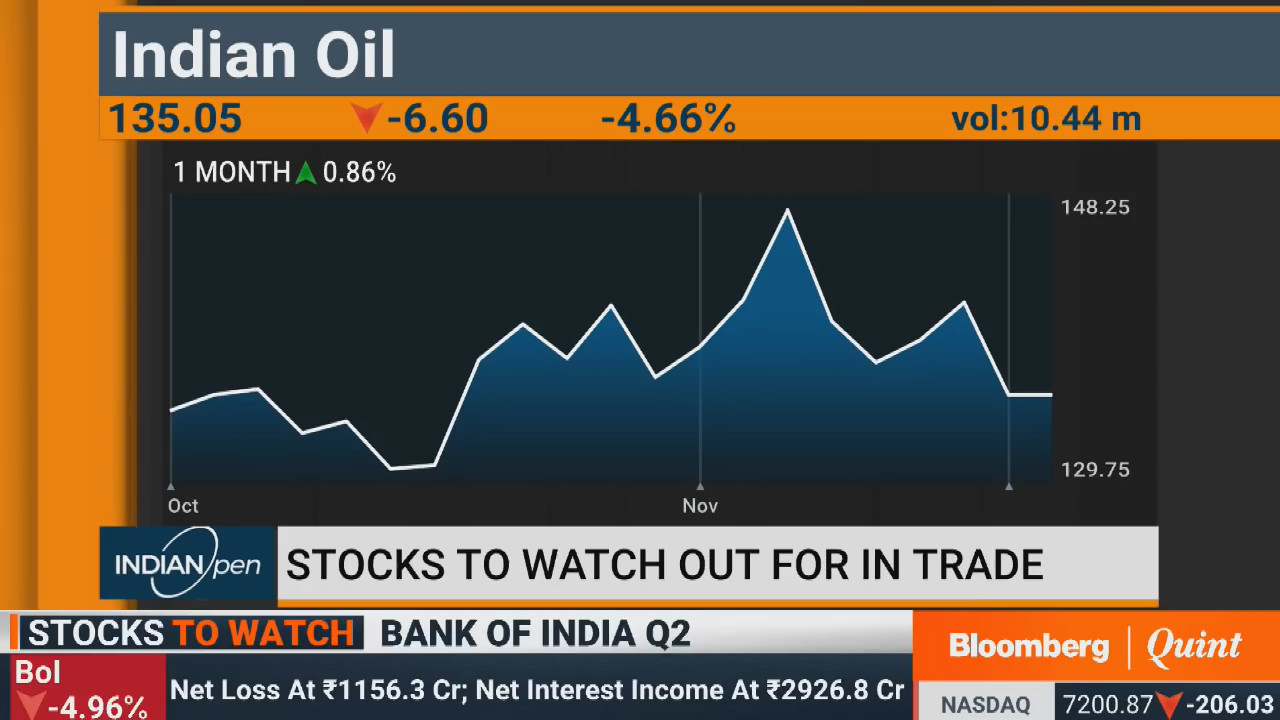 Indian Oil
135.05 -6.60 -4.66% vol:10.44 m
1 MONTH 0.86%
148.25
129.75
Oct Nov
INDIAN Open STOCKS TO WATCH OUT FOR IN TRADE
STOCKS TO WATCH BANK OF INDIA Q2
BoI
-4.96%
Net Loss At ₹1156.3 Cr; Net Interest Income At ₹2926.8 Cr
Bloomberg | Quint
NASDAQ 7200.87 -206.03